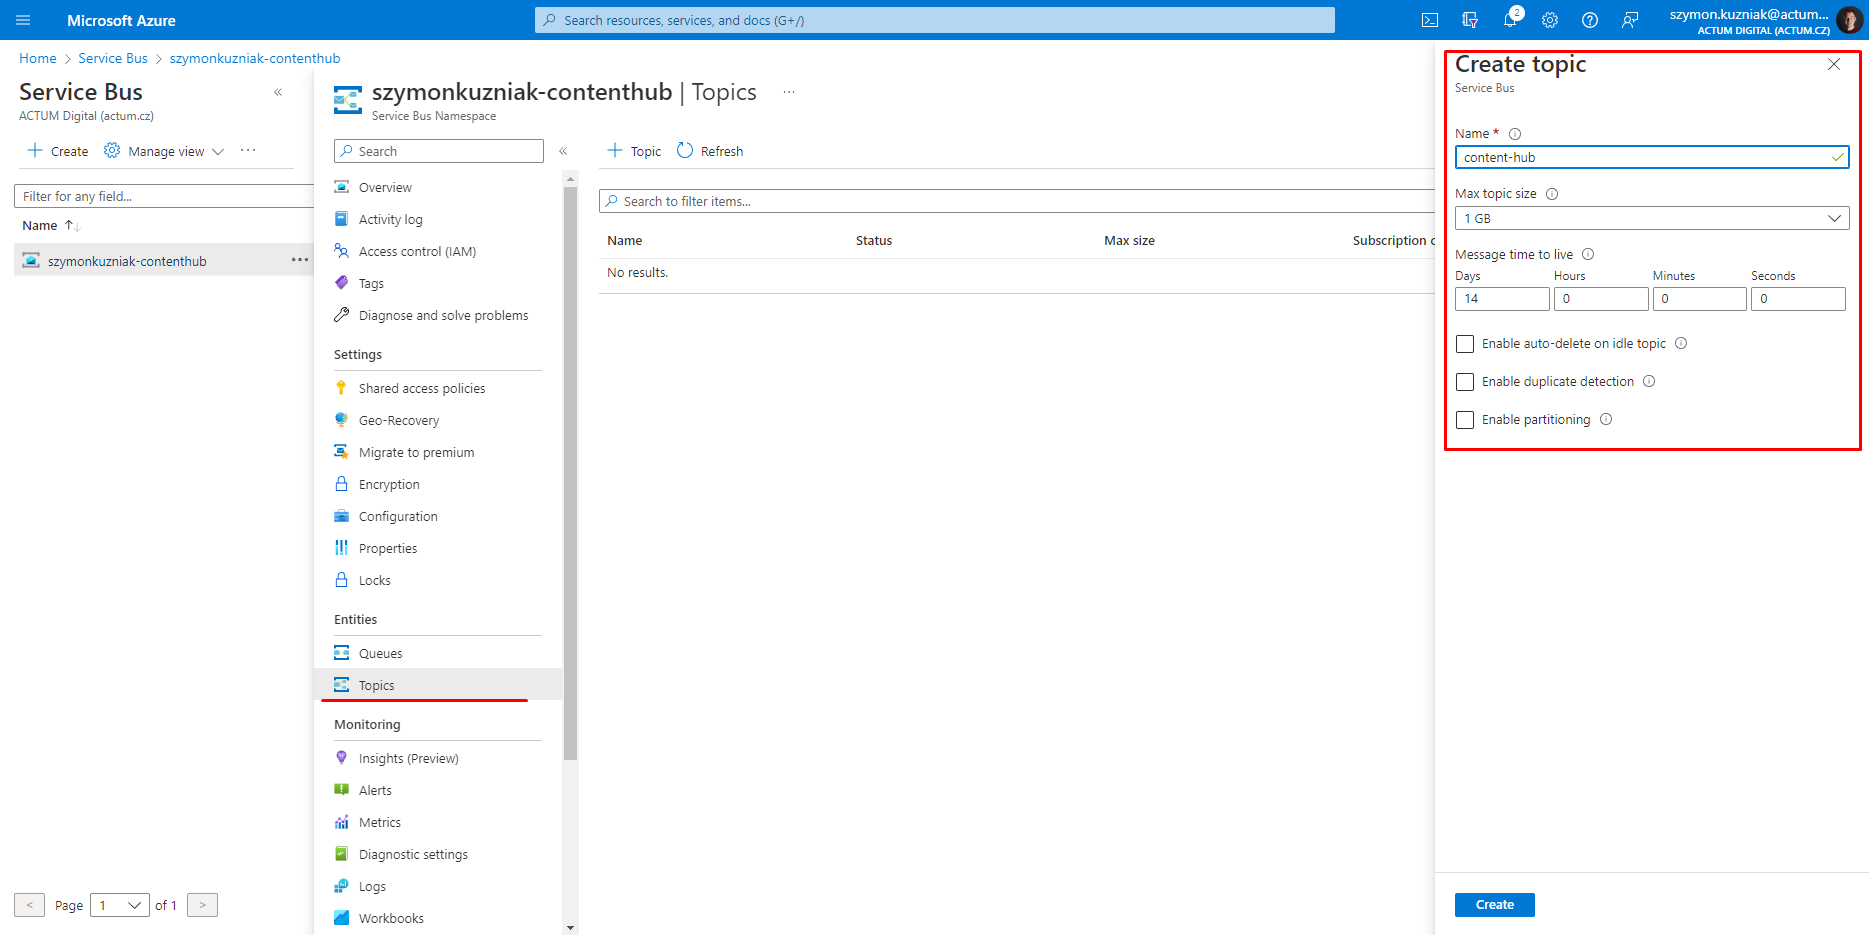 Microsoft Azure
Search resources, services, and docs (G+/)
2
szymon.kuzniak@actum...
ACTUM DIGITAL (ACTUM.CZ)
Home > Service Bus > szymonkuzniak-contenthub
Service Bus «
ACTUM Digital (actum.cz)
+ Create Manage view ...
Filter for any field...
Name ↑↓
szymonkuzniak-contenthub ...
< Page 1 of 1 >
szymonkuzniak-contenthub | Topics ...
Service Bus Namespace
Search «
Overview
Activity log
Access control (IAM)
Tags
Diagnose and solve problems
Settings
Shared access policies
Geo-Recovery
Migrate to premium
Encryption
Configuration
Properties
Locks
Entities
Queues
Topics
Monitoring
Insights (Preview)
Alerts
Metrics
Diagnostic settings
Logs
Workbooks
+ Topic Refresh
Search to filter items...
Name Status Max size Subscription c
No results.
Create topic
Service Bus
Name *
content-hub
Max topic size
1 GB
Message time to live
Days Hours Minutes Seconds
14 0 0 0
Enable auto-delete on idle topic
Enable duplicate detection
Enable partitioning
Create